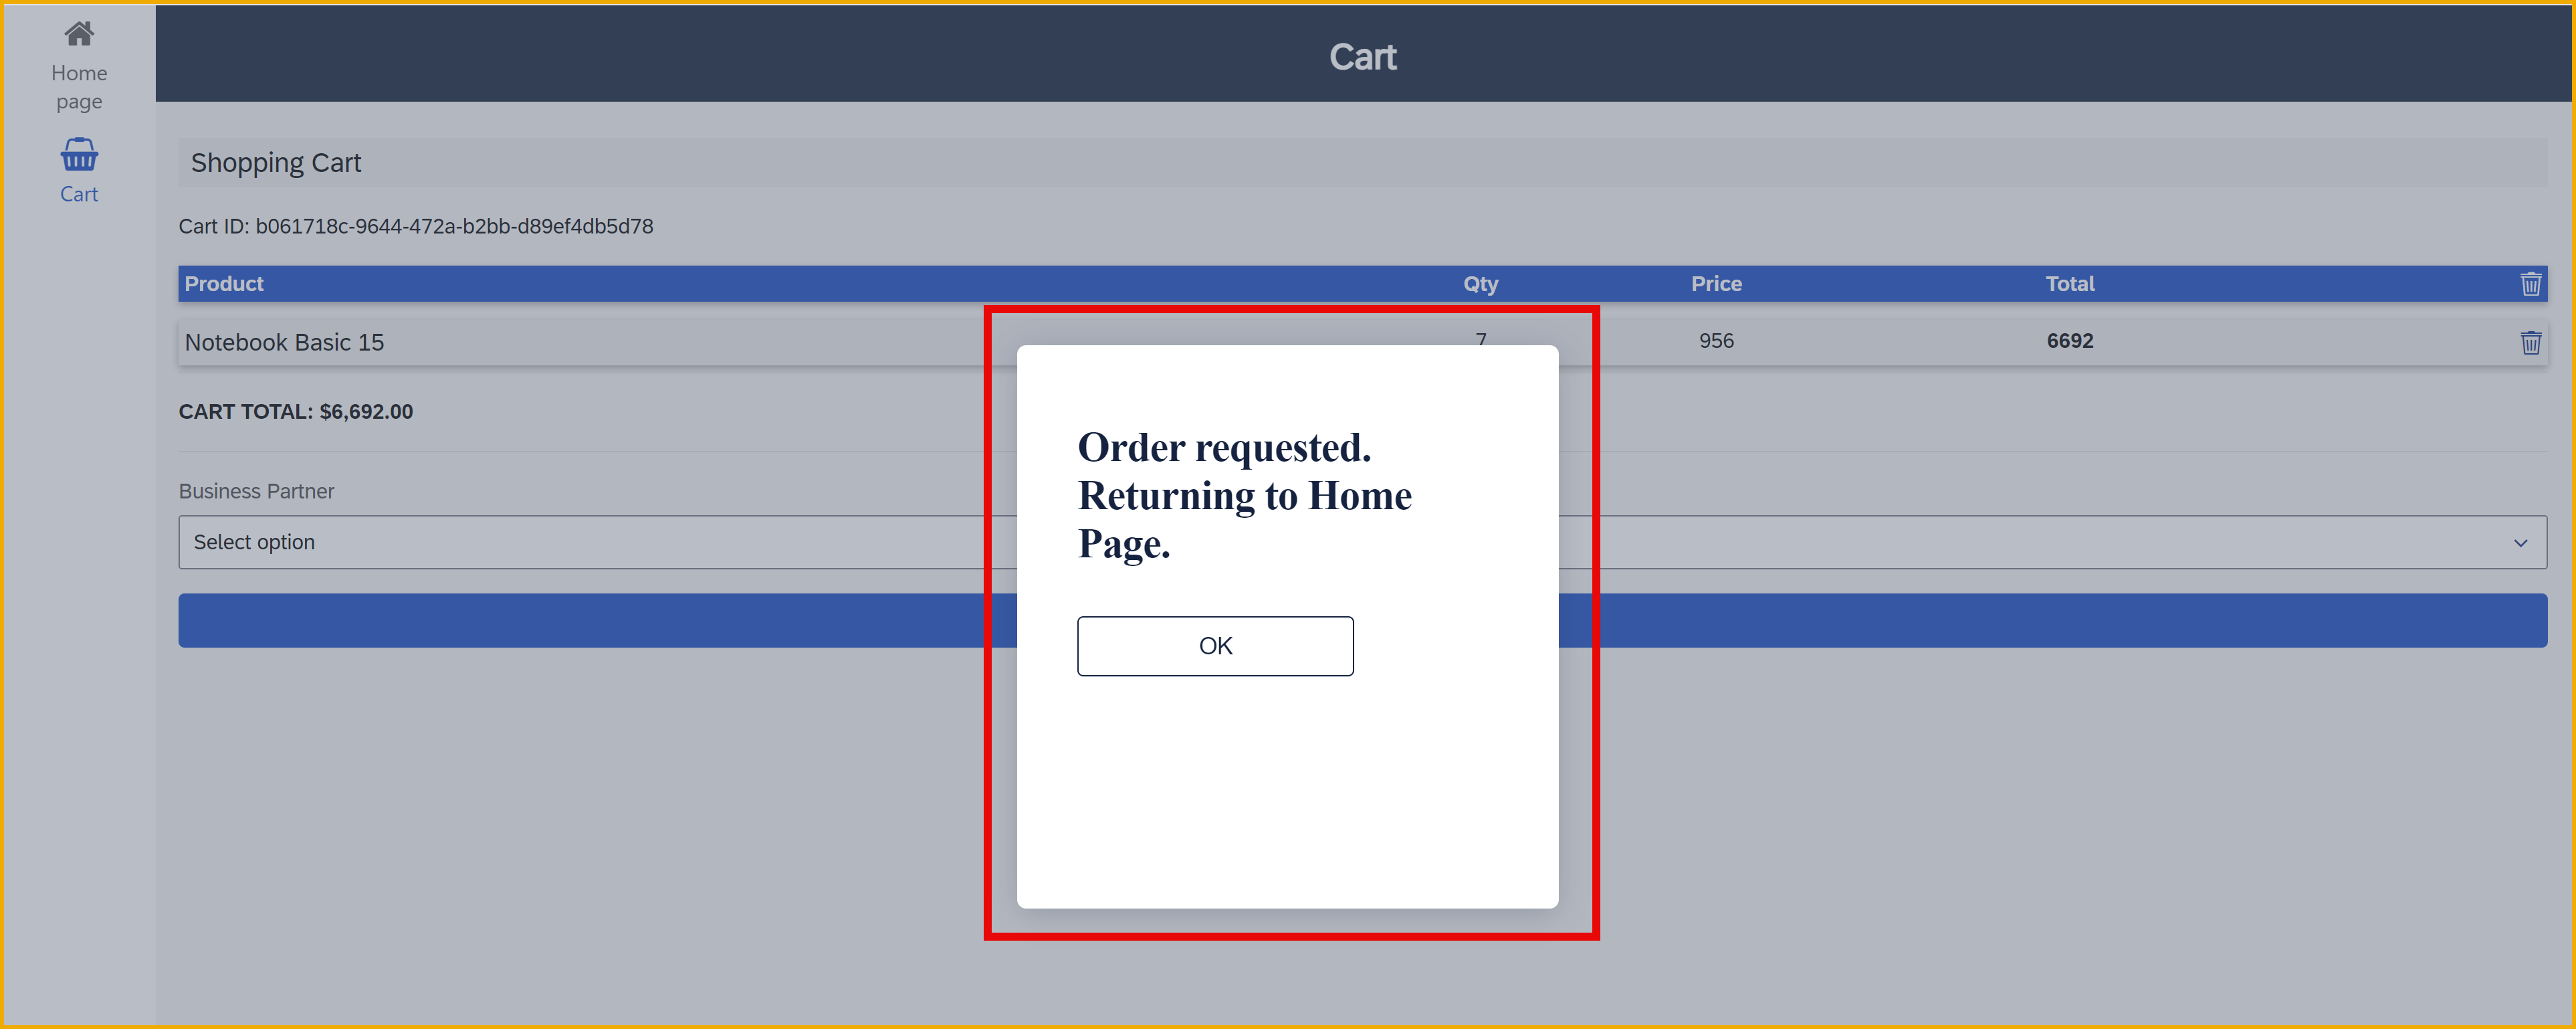 Home
page
Cart
Cart
Shopping Cart
Cart ID: b061718c-9644-472a-b2bb-d89ef4db5d78
Product Qty Price Total
Notebook Basic 15 7 956 6692
CART TOTAL: $6,692.00
Business Partner
Select option
Order requested.
Returning to Home
Page.
OK